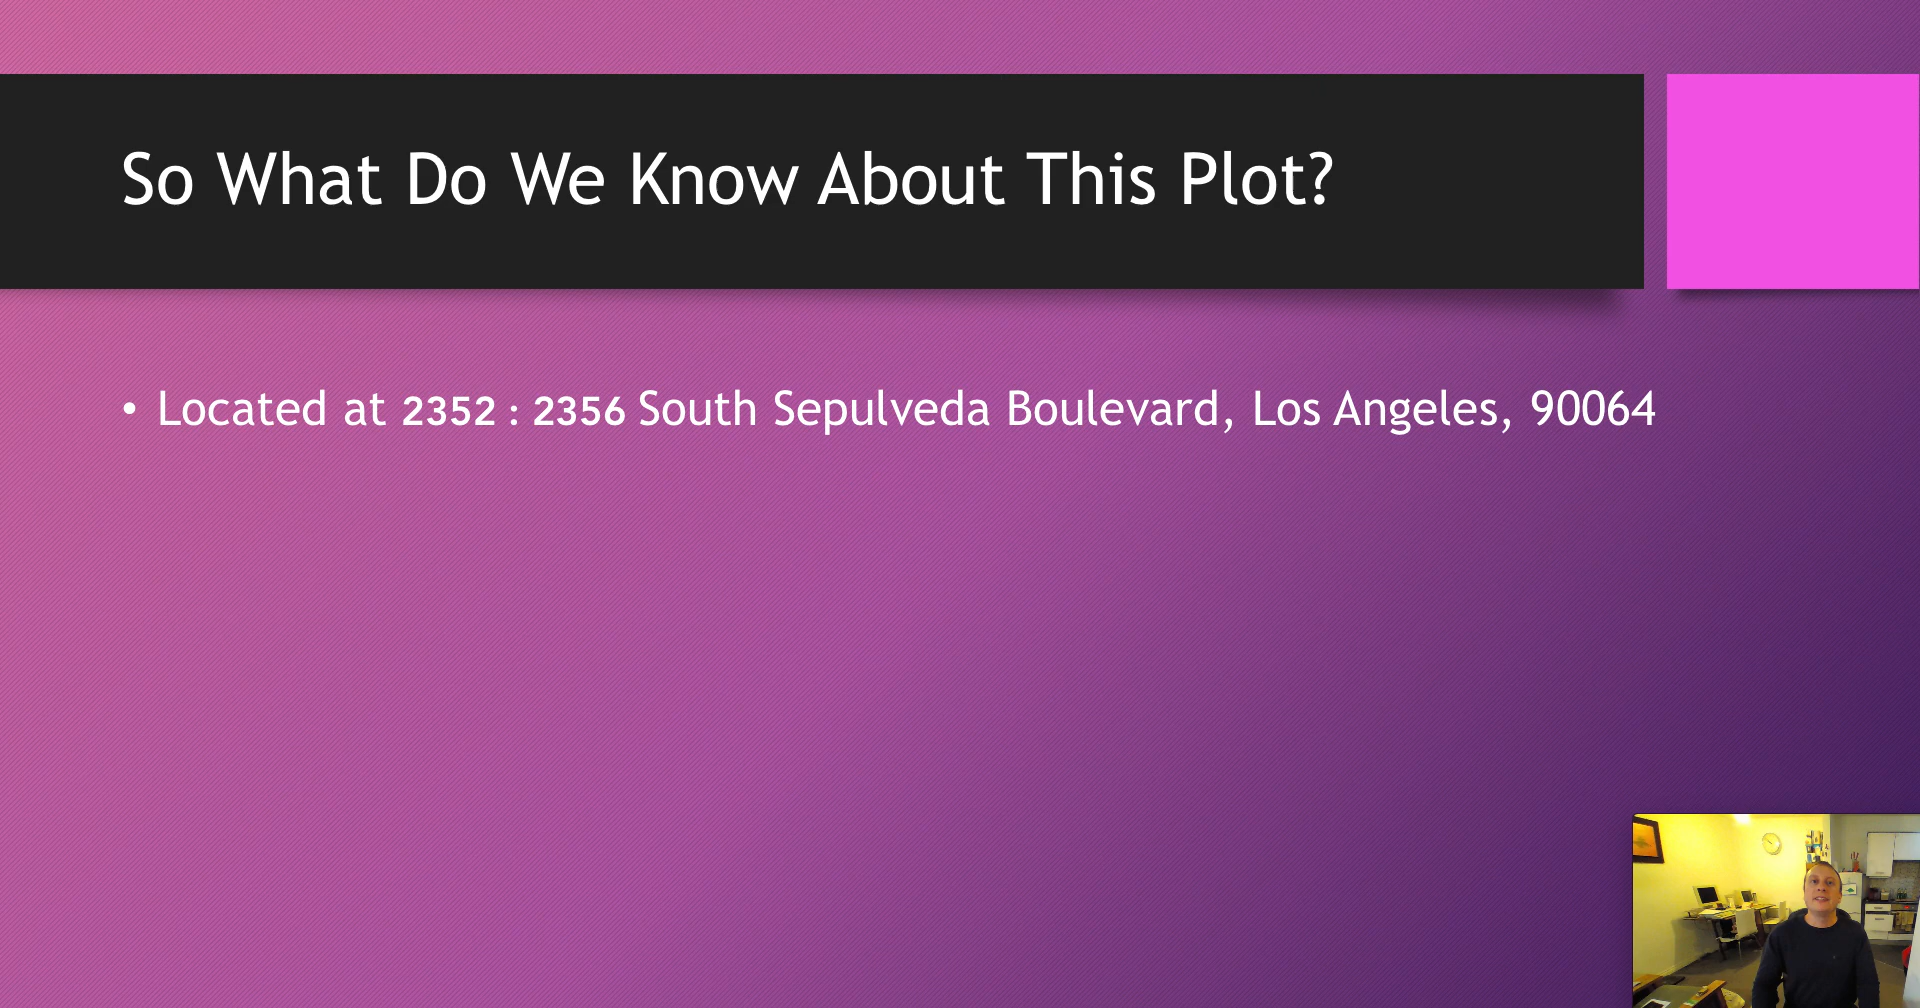 So What Do We Know About This Plot?
• Located at 2352 : 2356 South Sepulveda Boulevard, Los Angeles, 90064